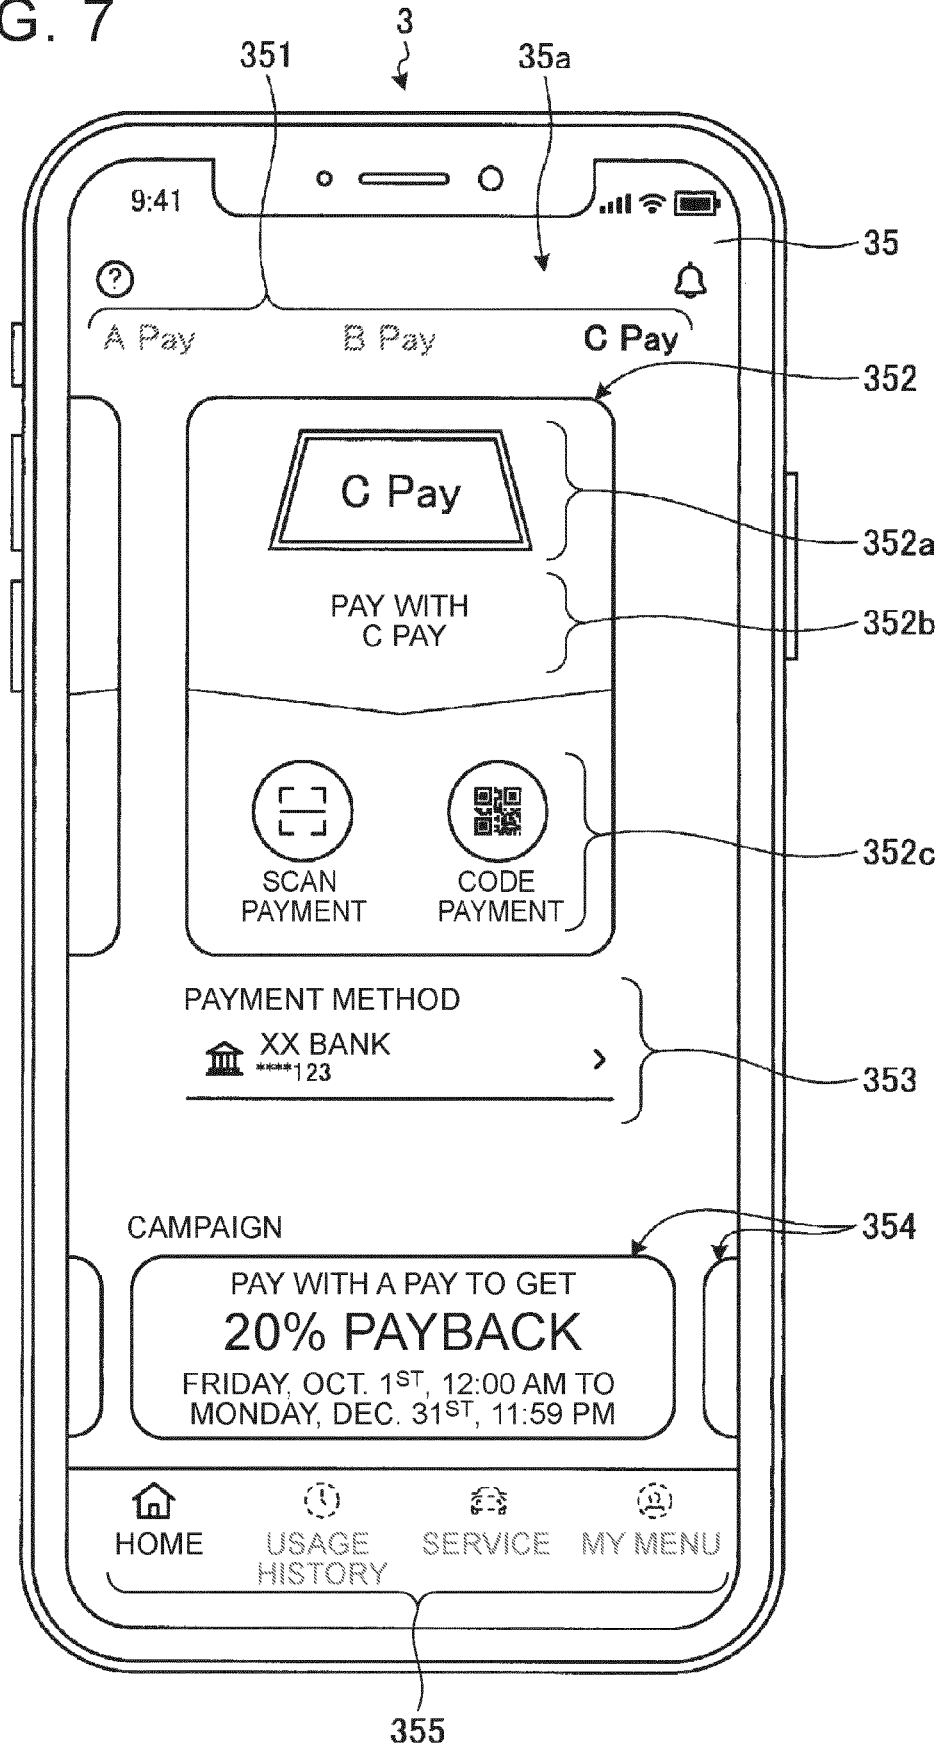 G. 7
3
351
35a
9:41
35
?
A Pay
B Pay
C Pay
352
C Pay
352a
PAY WITH
C PAY
352b
SCAN
PAYMENT
CODE
PAYMENT
352c
PAYMENT METHOD
XX BANK
****123
353
CAMPAIGN
354
PAY WITH A PAY TO GET
20% PAYBACK
FRIDAY, OCT. 1ST, 12:00 AM TO
MONDAY, DEC. 31ST, 11:59 PM
HOME
USAGE
HISTORY
SERVICE
MY MENU
355